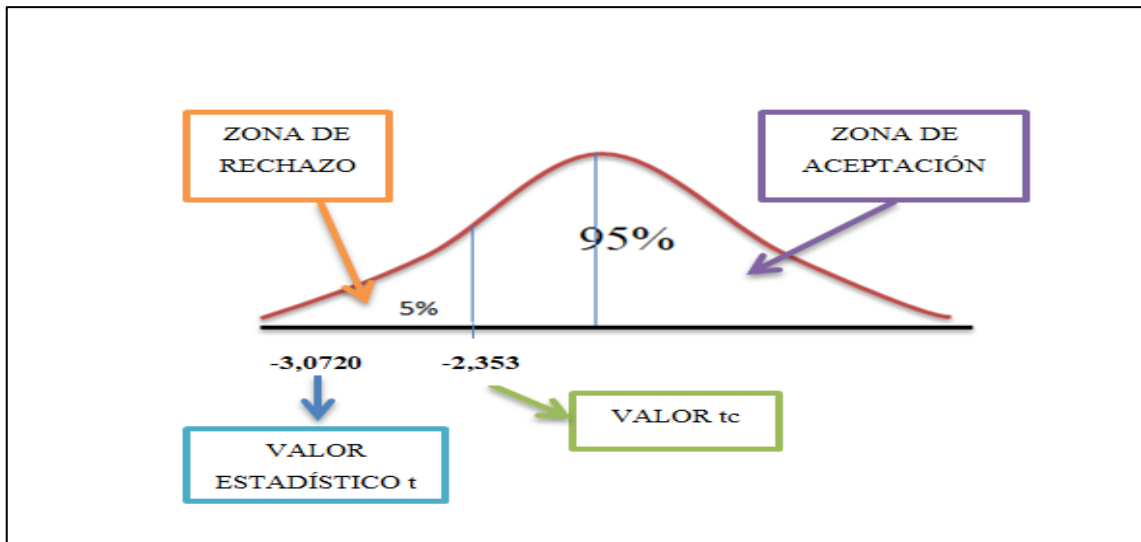 ZONA DE
RECHAZO
ZONA DE
ACEPTACIÓN
95%
5%
-3,0720
-2,353
VALOR tc
VALOR
ESTADÍSTICO t